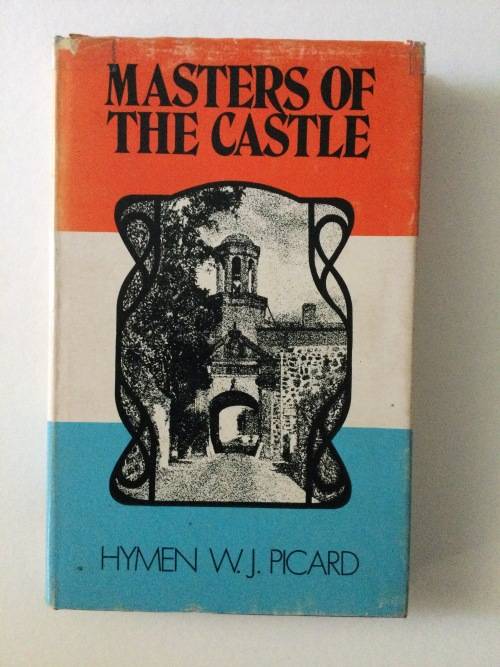 MASTERS OF
THE CASTLE
HYMEN W. J. PICARD